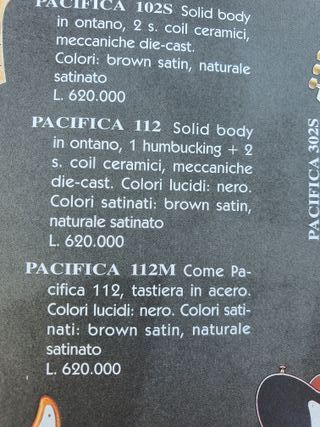 PACIFICA 102S Solid body
in ontano, 2 s. coil ceramici,
meccaniche die-cast.
Colori: brown satin, naturale
satinato
L. 620.000
PACIFICA 112 Solid body
in ontano, 1 humbucking + 2
s. coil ceramici, meccaniche
die-cast. Colori lucidi: nero.
Colori satinati: brown satin,
naturale satinato
L. 620.000
PACIFICA 112M Come Pa-
cifica 112, tastiera in acero.
Colori lucidi: nero. Colori sati-
nati: brown satin, naturale
satinato
L. 620.000
PACIFICA 302S